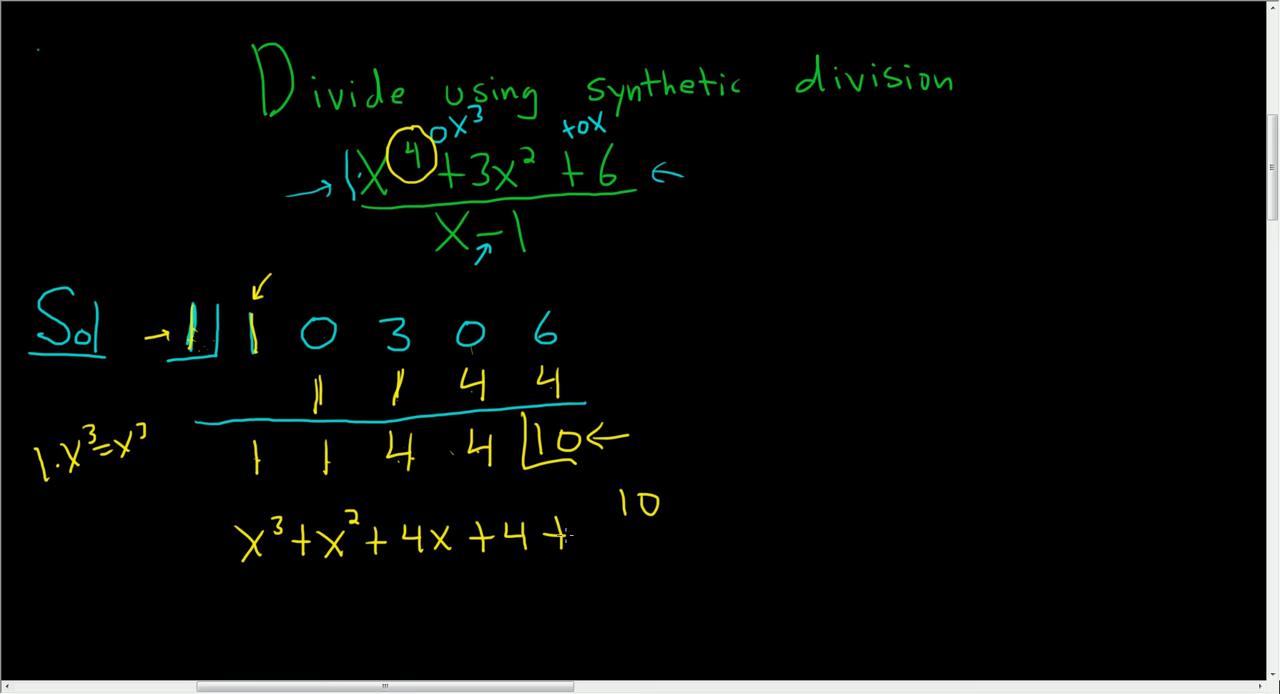 Divide using synthetic division
0x³ +0x
1·x⁴ +3x² +6
x-1
Sol 1 1 0 3 0 6
1 1 4 4
1·x³=x³ 1 1 4 4 10
10
x³+x²+4x+4+